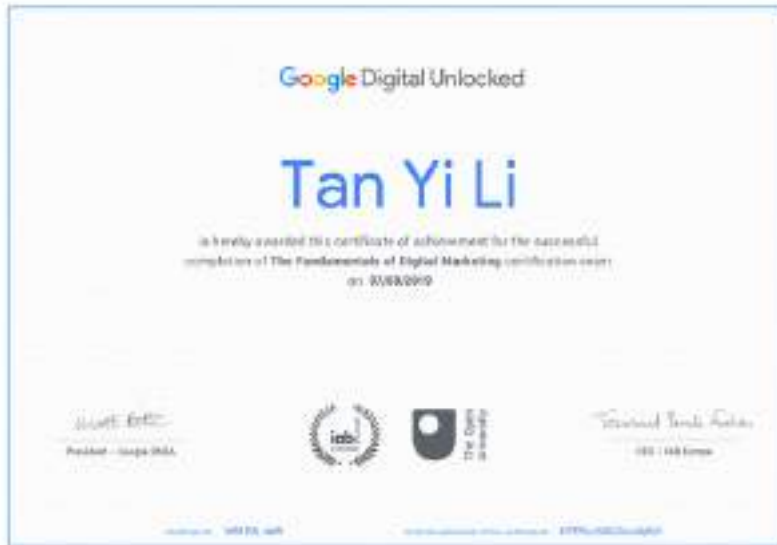 Google Digital Unlocked
Tan Yi Li
is hereby awarded this certificate of achievement for the successful
completion of The Fundamentals of Digital Marketing certification exam
on
President - Google EMEA
iab
The Open
University
CEO - IAB Europe